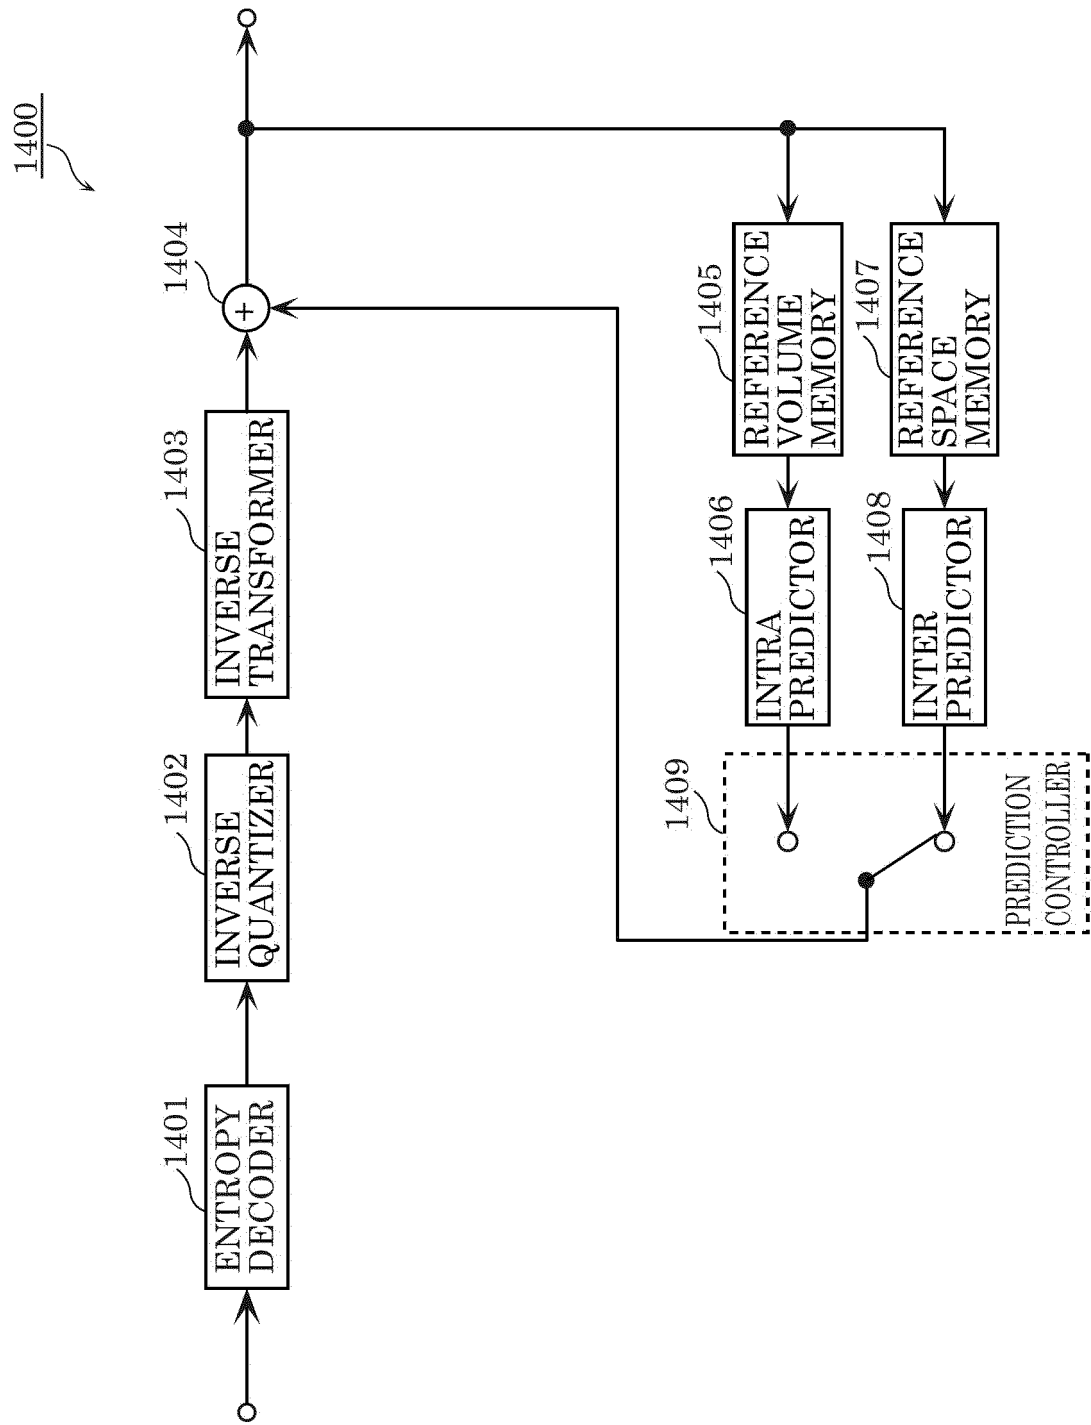 1400
1401
ENTROPY
DECODER
1402
INVERSE
QUANTIZER
1403
INVERSE
TRANSFORMER
1404
+
1405
REFERENCE
VOLUME
MEMORY
1406
INTRA
PREDICTOR
1407
REFERENCE
SPACE
MEMORY
1408
INTER
PREDICTOR
1409
PREDICTION
CONTROLLER